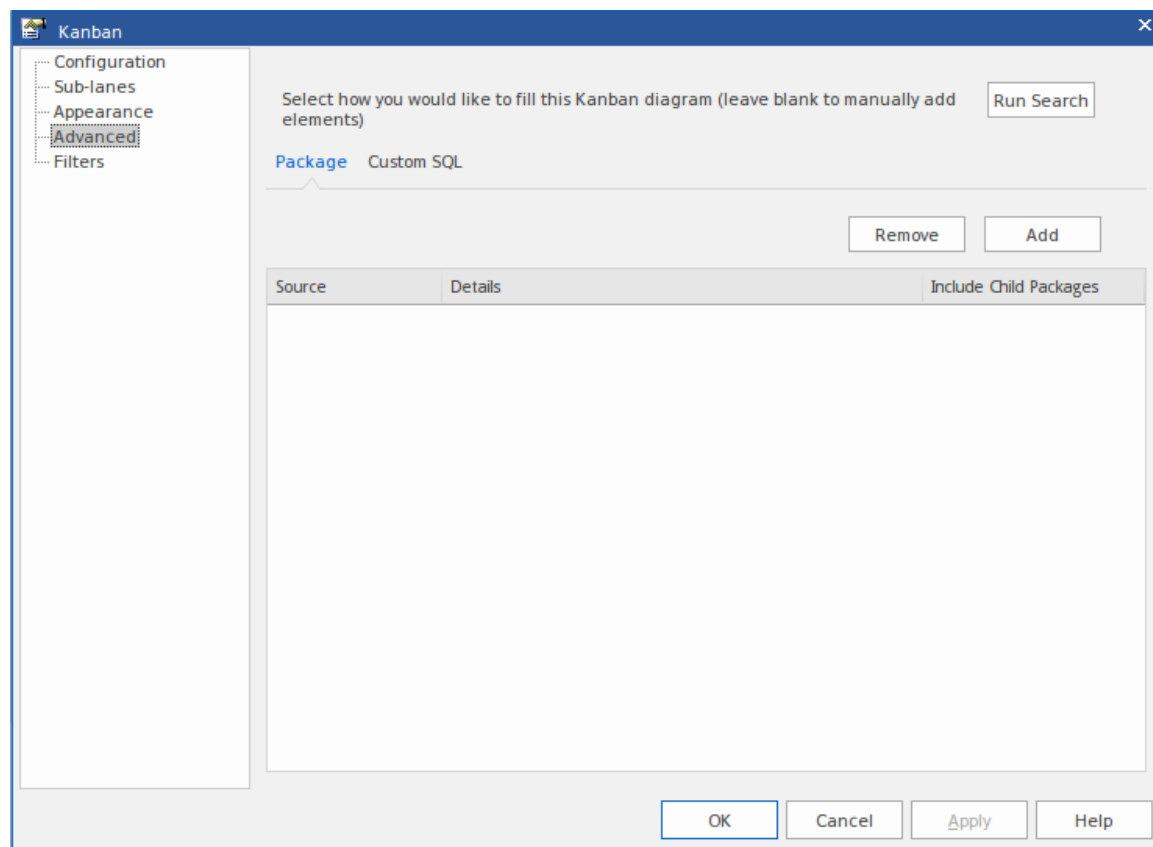 Kanban
Configuration
Sub-lanes
Appearance
Advanced
Filters
Select how you would like to fill this Kanban diagram (leave blank to manually add
elements)
Run Search
Package Custom SQL
Remove Add
Source Details Include Child Packages
OK Cancel Apply Help